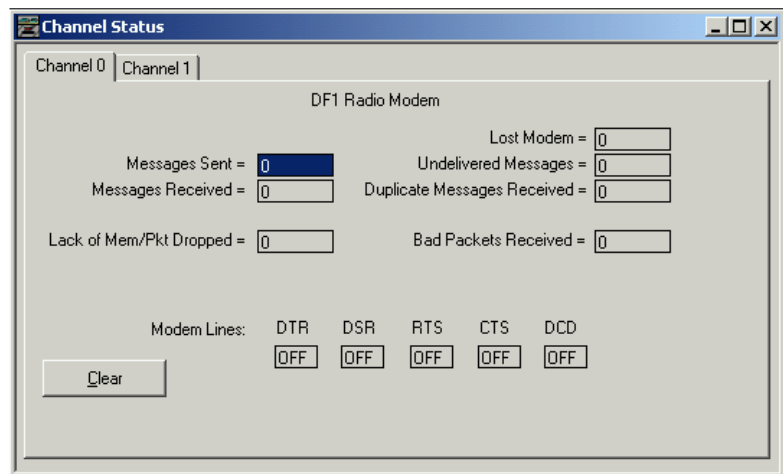 Channel Status
Channel 0 Channel 1
DF1 Radio Modem
Lost Modem = 0
Messages Sent = 0 Undelivered Messages = 0
Messages Received = 0 Duplicate Messages Received = 0
Lack of Mem/Pkt Dropped = 0 Bad Packets Received = 0
Modem Lines: DTR DSR RTS CTS DCD
OFF OFF OFF OFF OFF
Clear